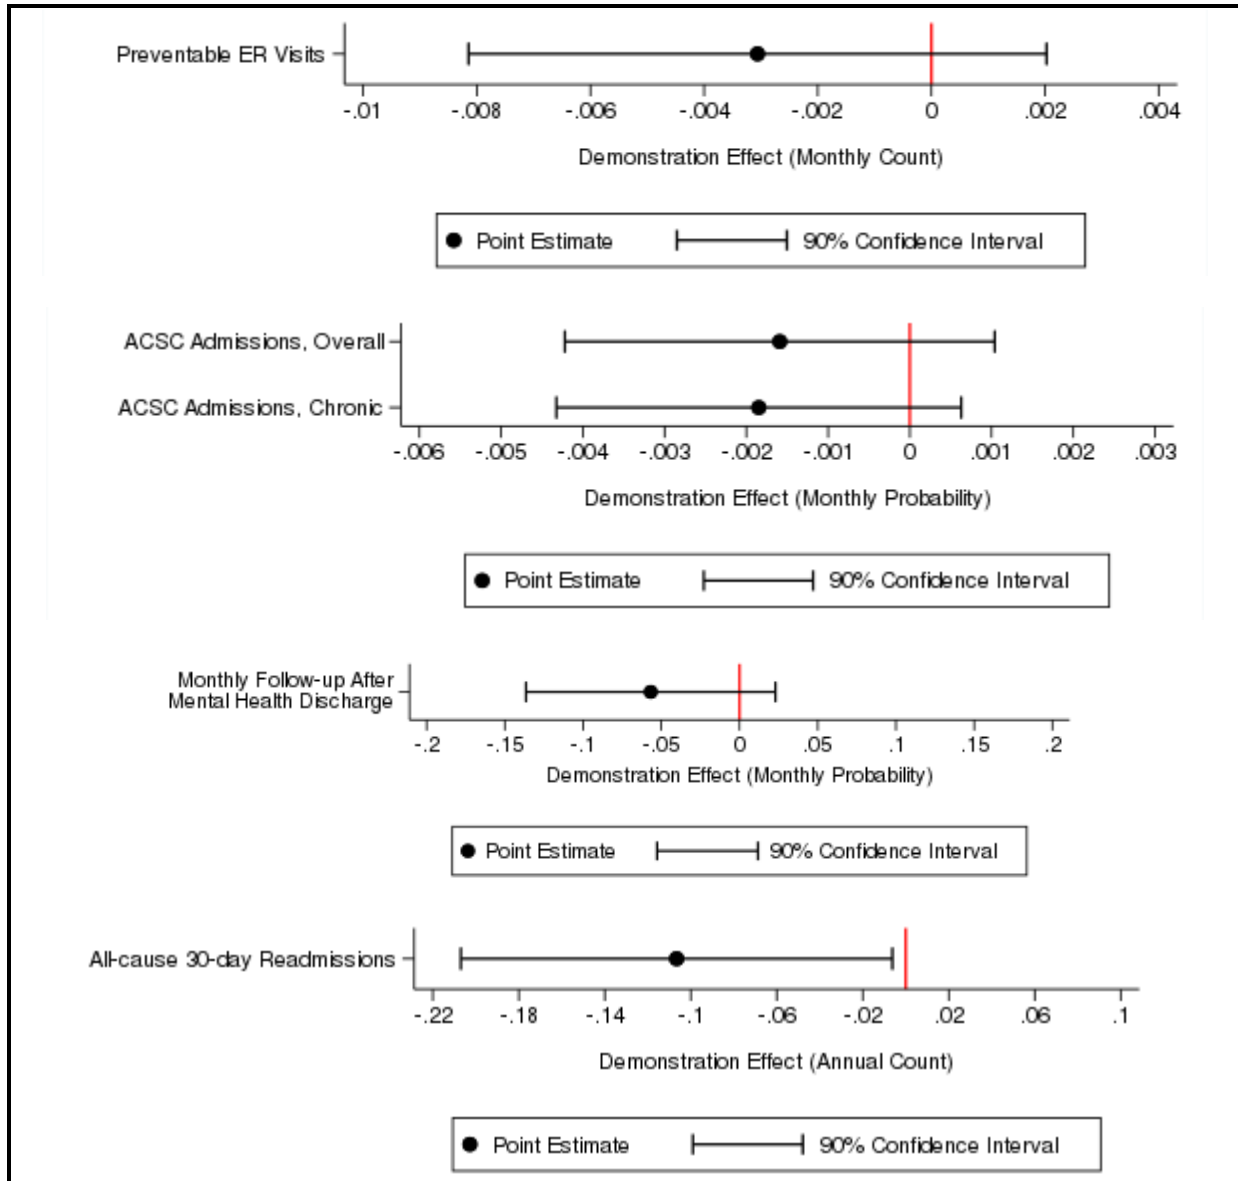 Preventable ER Visits
-.01 -.008 -.006 -.004 -.002 0 .002 .004
Demonstration Effect (Monthly Count)
Point Estimate 90% Confidence Interval
ACSC Admissions, Overall
ACSC Admissions, Chronic
-.006 -.005 -.004 -.003 -.002 -.001 0 .001 .002 .003
Demonstration Effect (Monthly Probability)
Point Estimate 90% Confidence Interval
Monthly Follow-up After
Mental Health Discharge
-.2 -.15 -.1 -.05 0 .05 .1 .15 .2
Demonstration Effect (Monthly Probability)
Point Estimate 90% Confidence Interval
All-cause 30-day Readmissions
-.22 -.18 -.14 -.1 -.06 -.02 .02 .06 .1
Demonstration Effect (Annual Count)
Point Estimate 90% Confidence Interval